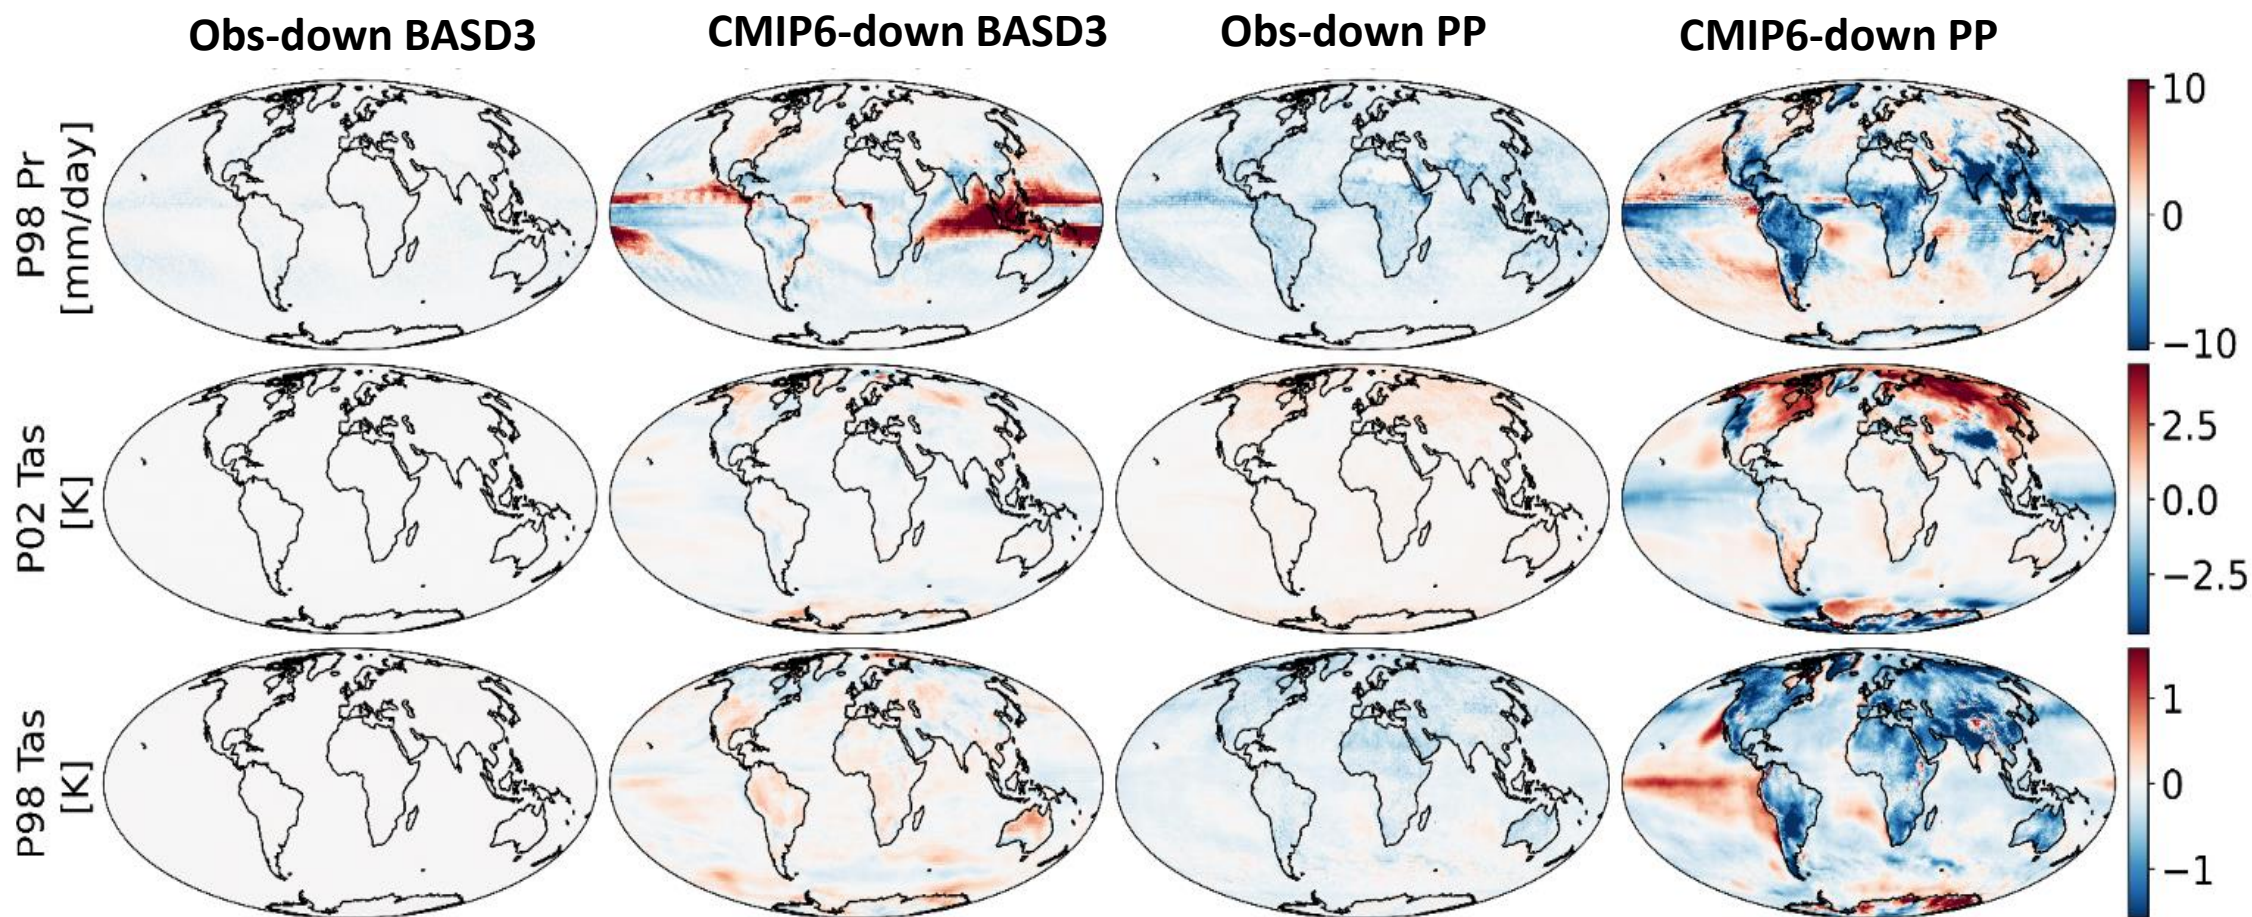 Obs-down BASD3 CMIP6-down BASD3 Obs-down PP CMIP6-down PP
P98 Pr
[mm/day]
10
0
−10
P02 Tas
[K]
2.5
0.0
−2.5
P98 Tas
[K]
1
0
−1